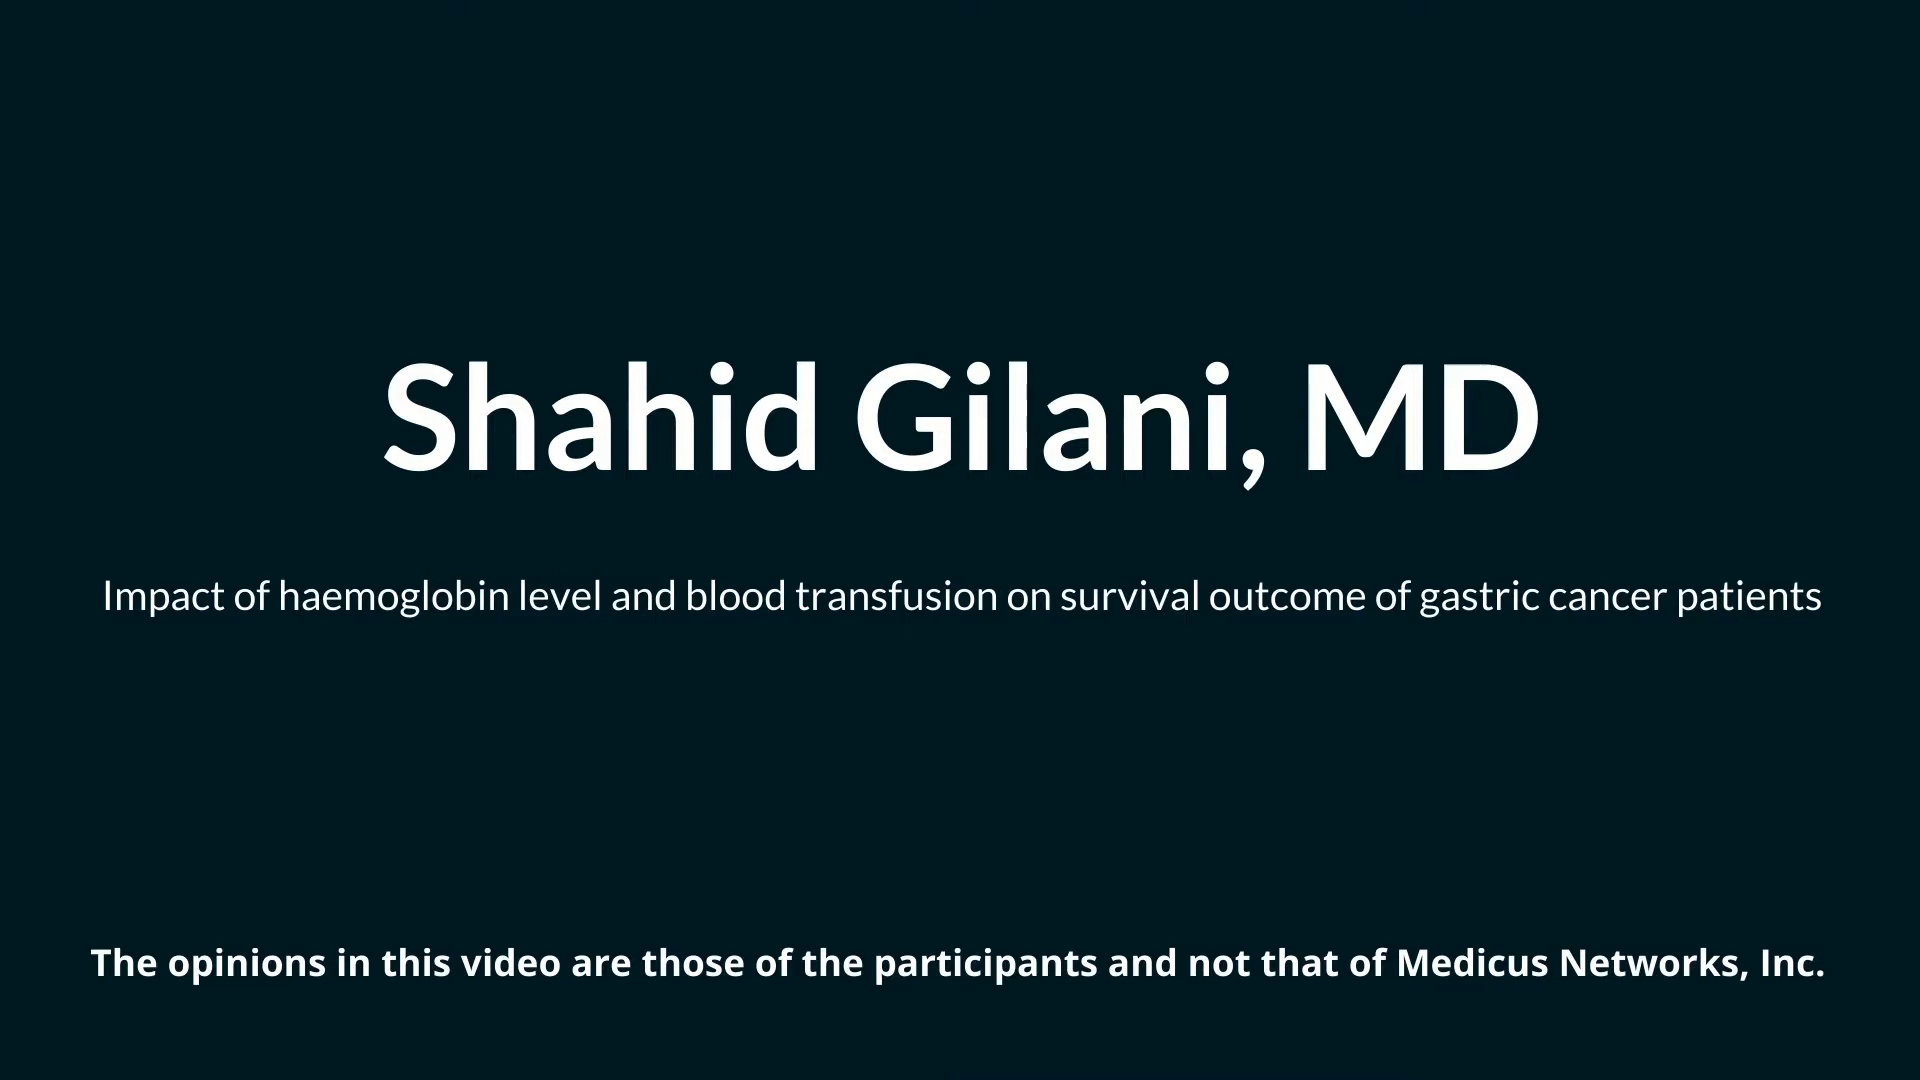 Shahid Gilani, MD
Impact of haemoglobin level and blood transfusion on survival outcome of gastric cancer patients
The opinions in this video are those of the participants and not that of Medicus Networks, Inc.